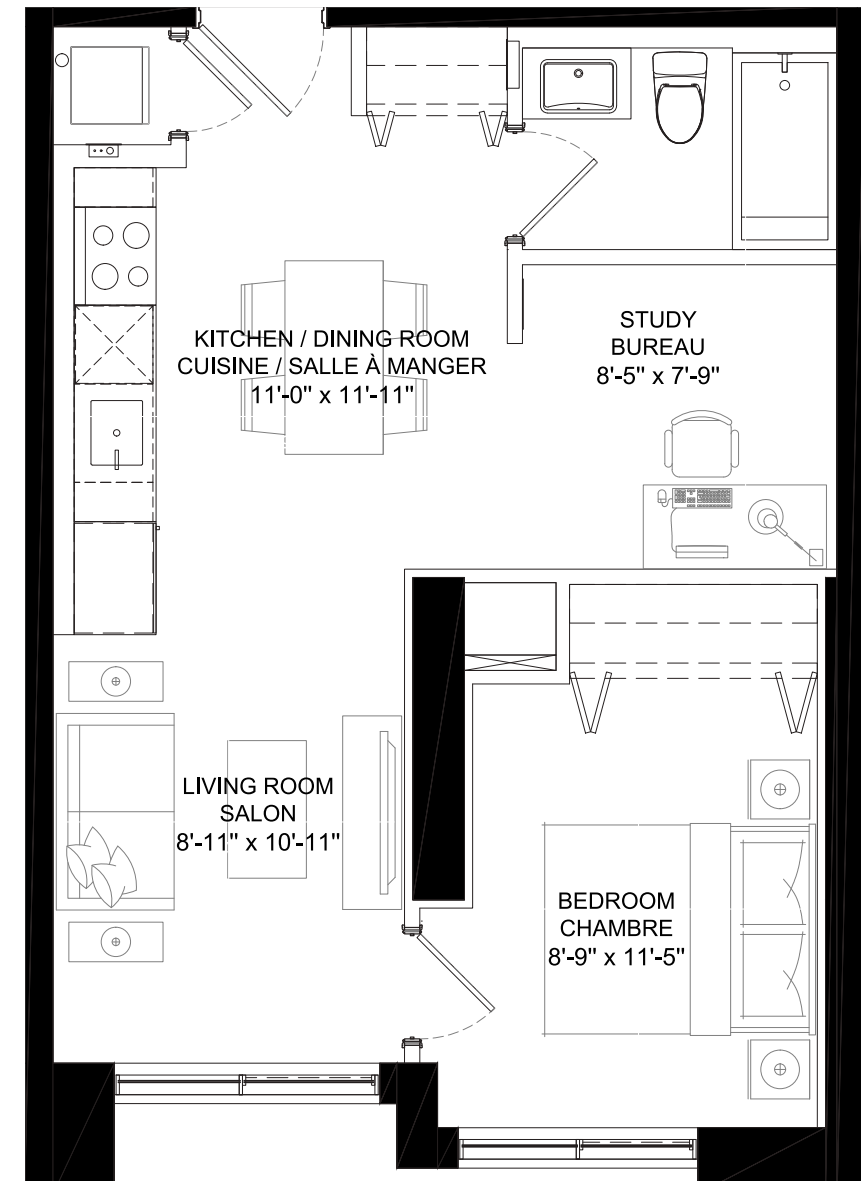 KITCHEN / DINING ROOM
CUISINE / SALLE À MANGER
11'-0" x 11'-11"
STUDY
BUREAU
8'-5" x 7'-9"
LIVING ROOM
SALON
8'-11" x 10'-11"
BEDROOM
CHAMBRE
8'-9" x 11'-5"